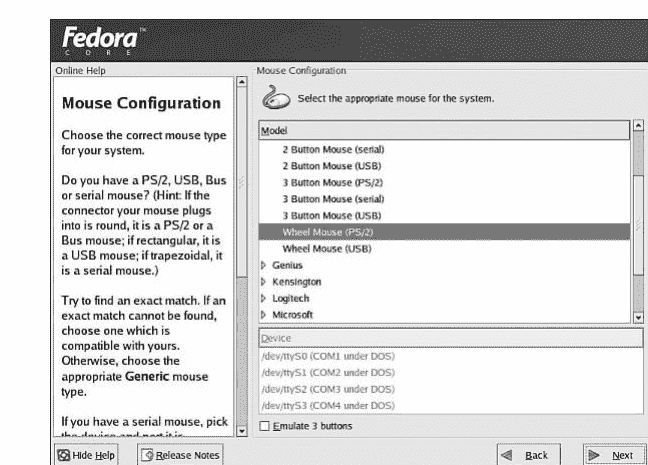 Fedora™
CORE
Online Help
Mouse Configuration
Choose the correct mouse type
for your system.
Do you have a PS/2, USB, Bus
or serial mouse? (Hint: If the
connector your mouse plugs
into is round, it is a PS/2 or a
Bus mouse; if rectangular, it is
a USB mouse; if trapezoidal, it
is a serial mouse.)
Try to find an exact match. If an
exact match cannot be found,
choose one which is
compatible with yours.
Otherwise, choose the
appropriate Generic mouse
type.
If you have a serial mouse, pick
the device and port it is
Mouse Configuration
Select the appropriate mouse for the system.
Model
2 Button Mouse (serial)
2 Button Mouse (USB)
3 Button Mouse (PS/2)
3 Button Mouse (serial)
3 Button Mouse (USB)
Wheel Mouse (PS/2)
Wheel Mouse (USB)
Genius
Kensington
Logitech
Microsoft
Device
/dev/ttyS0 (COM1 under DOS)
/dev/ttyS1 (COM2 under DOS)
/dev/ttyS2 (COM3 under DOS)
/dev/ttyS3 (COM4 under DOS)
Emulate 3 buttons
Hide Help
Release Notes
Back
Next